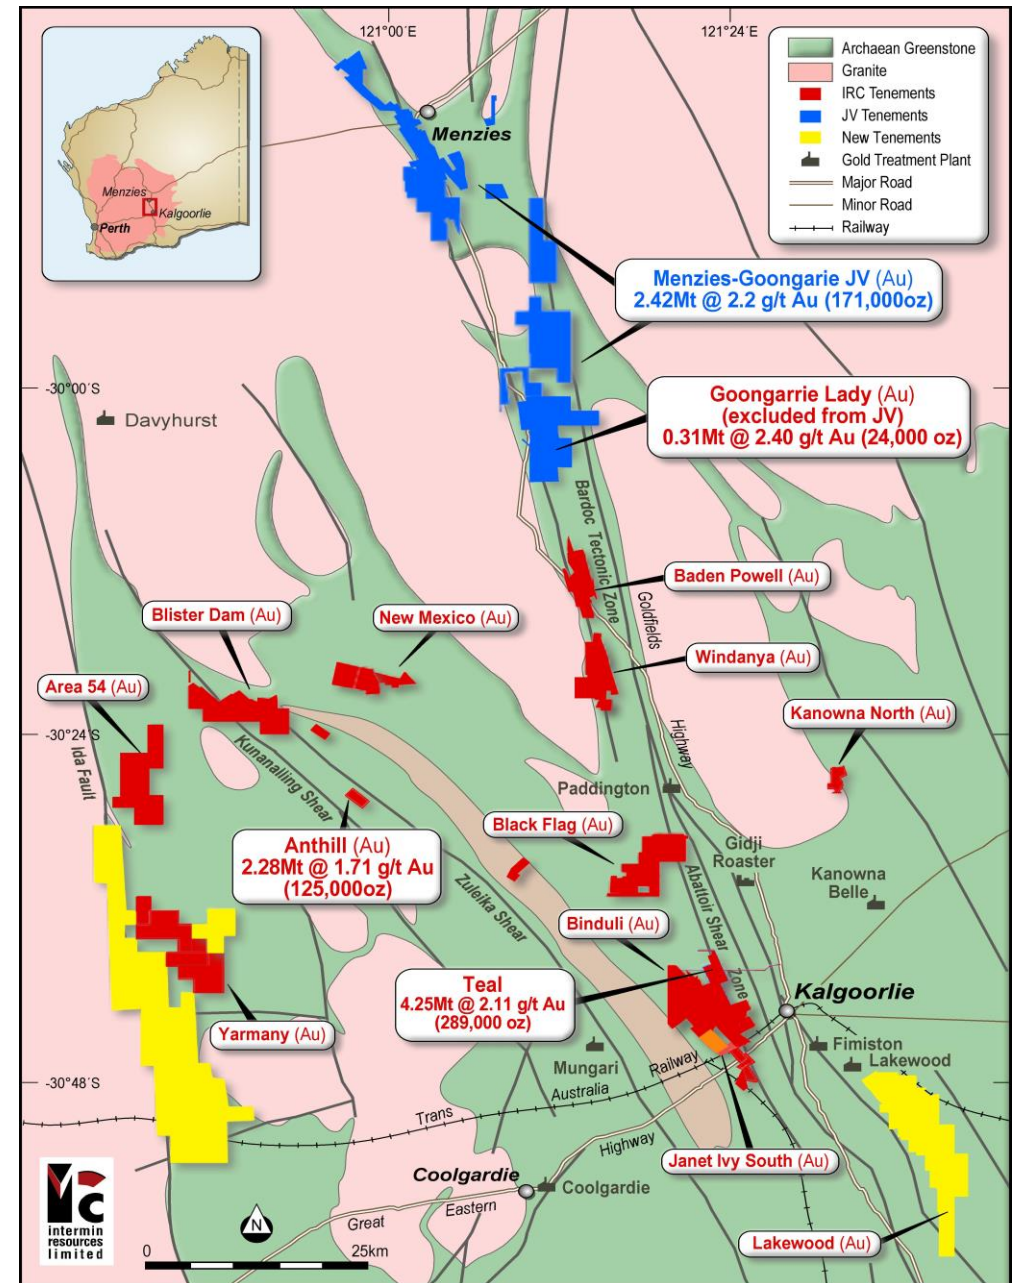 121°00´E
121°24´E
Archaean Greenstone
Granite
IRC Tenements
JV Tenements
New Tenements
Gold Treatment Plant
Major Road
Minor Road
Railway
Menzies
Kalgoorlie
Perth
Menzies
Menzies-Goongarie JV (Au)
2.42Mt @ 2.2 g/t Au (171,000oz)
-30°00´S
Davyhurst
Goongarrie Lady (Au)
(excluded from JV)
0.31Mt @ 2.40 g/t Au (24,000 oz)
Bardoc Tectonic Zone
Baden Powell (Au)
Goldfields
Highway
Blister Dam (Au)
New Mexico (Au)
Windanya (Au)
Area 54 (Au)
Kanowna North (Au)
-30°24´S
Ida Fault
Kunanalling Shear
Paddington
Anthill (Au)
2.28Mt @ 1.71 g/t Au
(125,000oz)
Black Flag (Au)
Gidji
Roaster
Kanowna
Belle
Zuleika Shear
Abattoir Shear Zone
Binduli (Au)
Teal
4.25Mt @ 2.11 g/t Au
(289,000 oz)
Kalgoorlie
Yarmany (Au)
Mungari
Fimiston
Lakewood
-30°48´S
Trans Australia Railway
Highway
Janet Ivy South (Au)
Coolgardie
Coolgardie
Great Eastern
Lakewood (Au)
intermin
resources
limited
N
0
25km